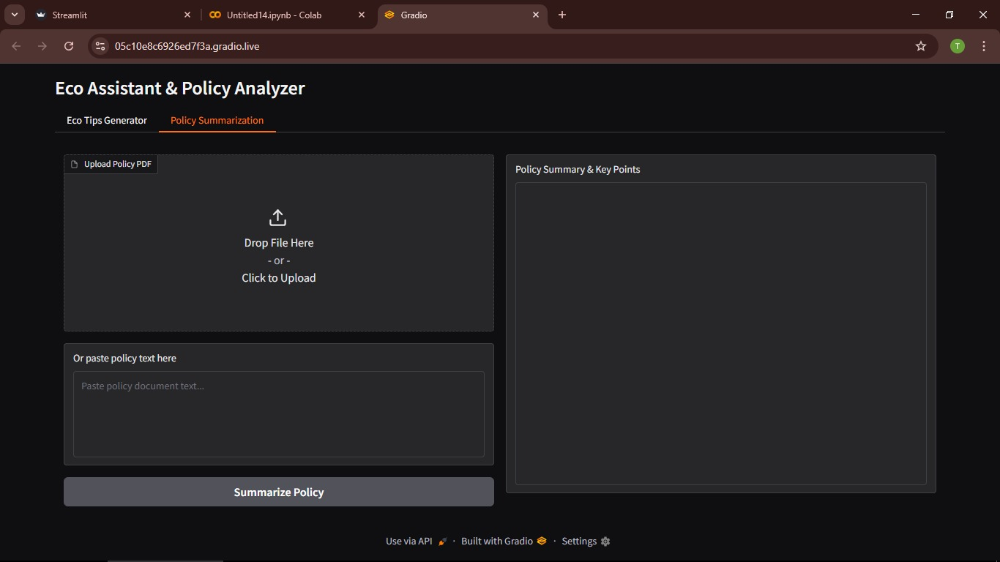 Streamlit
Untitled14.ipynb - Colab
Gradio
05c10e8c6926ed7f3a.gradio.live
T
Eco Assistant & Policy Analyzer
Eco Tips Generator
Policy Summarization
Upload Policy PDF
Drop File Here
- or -
Click to Upload
Or paste policy text here
Paste policy document text...
Summarize Policy
Policy Summary & Key Points
Use via API · Built with Gradio · Settings